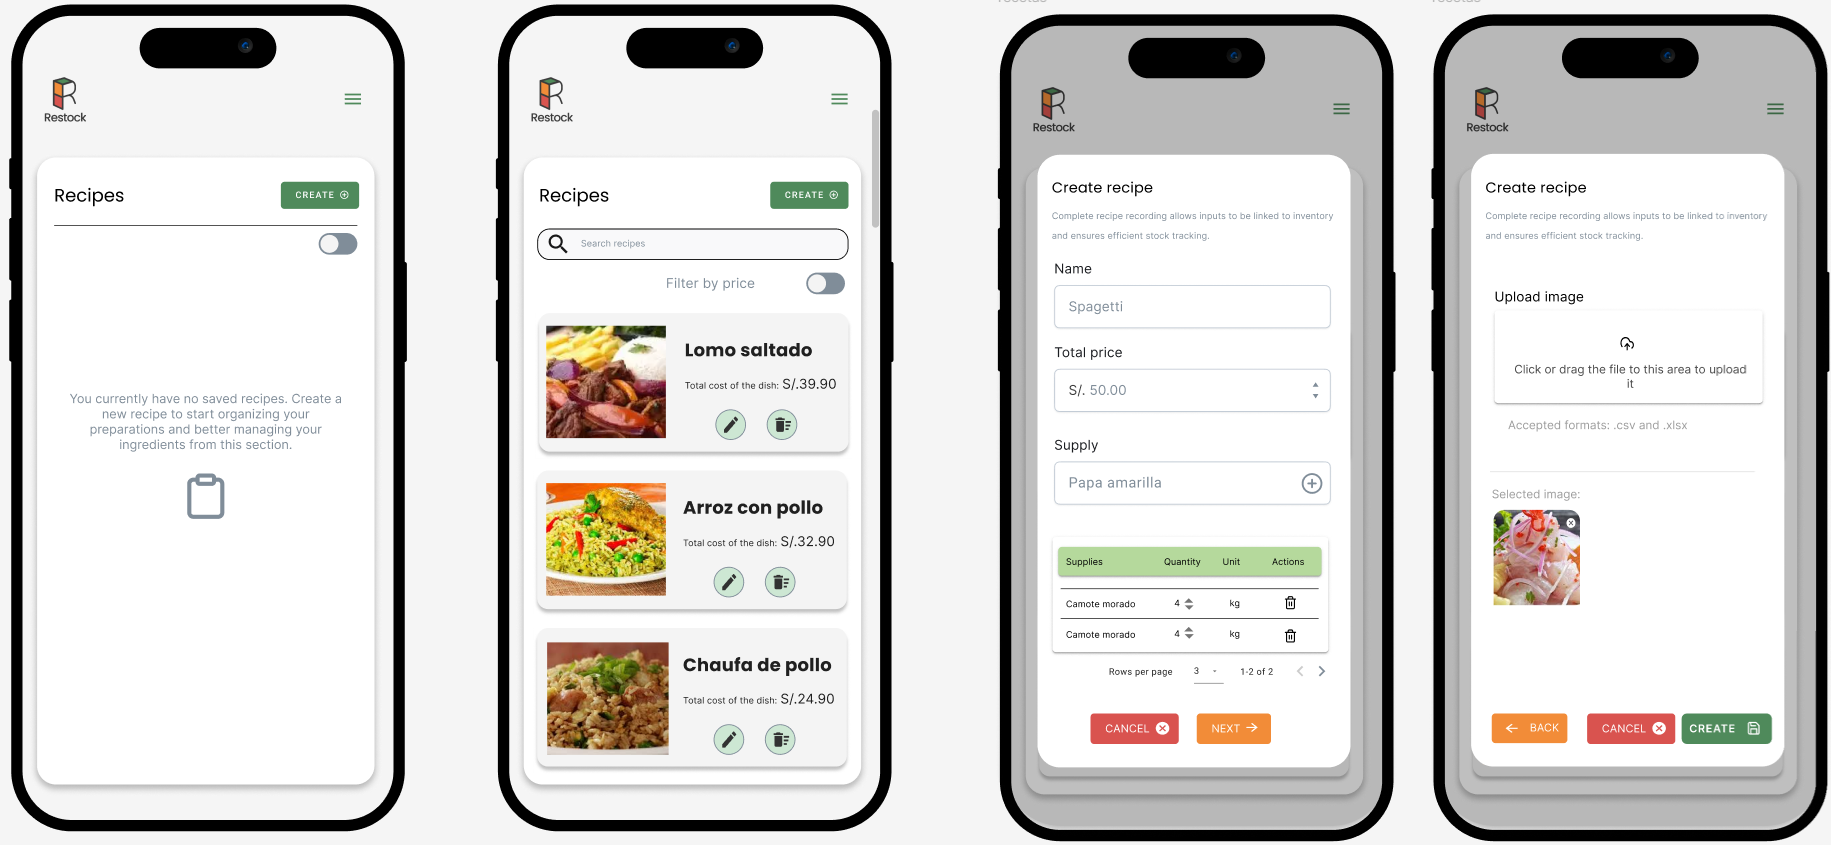 recetas
recetas
Restock
Recipes
CREATE
You currently have no saved recipes. Create a
new recipe to start organizing your
preparations and better managing your
ingredients from this section.
Restock
Recipes
CREATE
Search recipes
Filter by price
Lomo saltado
Total cost of the dish: S/.39.90
Arroz con pollo
Total cost of the dish: S/.32.90
Chaufa de pollo
Total cost of the dish: S/.24.90
Restock
Create recipe
Complete recipe recording allows inputs to be linked to inventory
and ensures efficient stock tracking.
Name
Spagetti
Total price
S/. 50.00
Supply
Papa amarilla
Supplies Quantity Unit Actions
Camote morado 4 kg
Camote morado 4 kg
Rows per page 3 1-2 of 2
CANCEL NEXT
Restock
Create recipe
Complete recipe recording allows inputs to be linked to inventory
and ensures efficient stock tracking.
Upload image
Click or drag the file to this area to upload
it
Accepted formats: .csv and .xlsx
Selected image:
BACK CANCEL CREATE